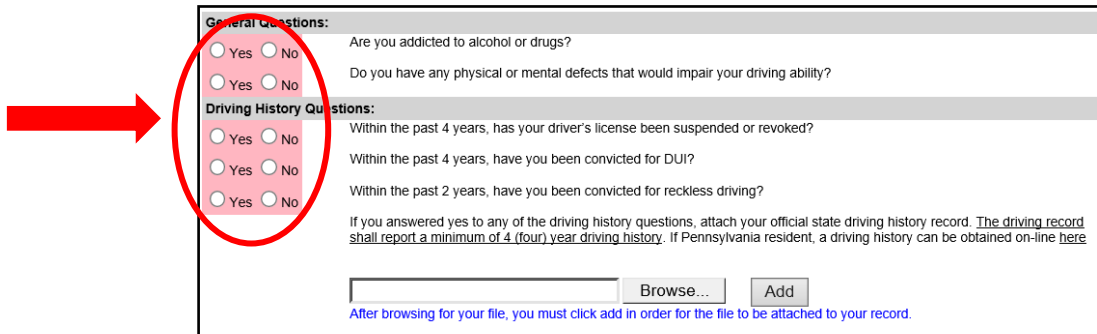 General Questions:
Yes No Are you addicted to alcohol or drugs?
Yes No Do you have any physical or mental defects that would impair your driving ability?
Driving History Questions:
Yes No Within the past 4 years, has your driver's license been suspended or revoked?
Yes No Within the past 4 years, have you been convicted for DUI?
Yes No Within the past 2 years, have you been convicted for reckless driving?
If you answered yes to any of the driving history questions, attach your official state driving history record. The driving record
shall report a minimum of 4 (four) year driving history. If Pennsylvania resident, a driving history can be obtained on-line here
Browse... Add
After browsing for your file, you must click add in order for the file to be attached to your record.